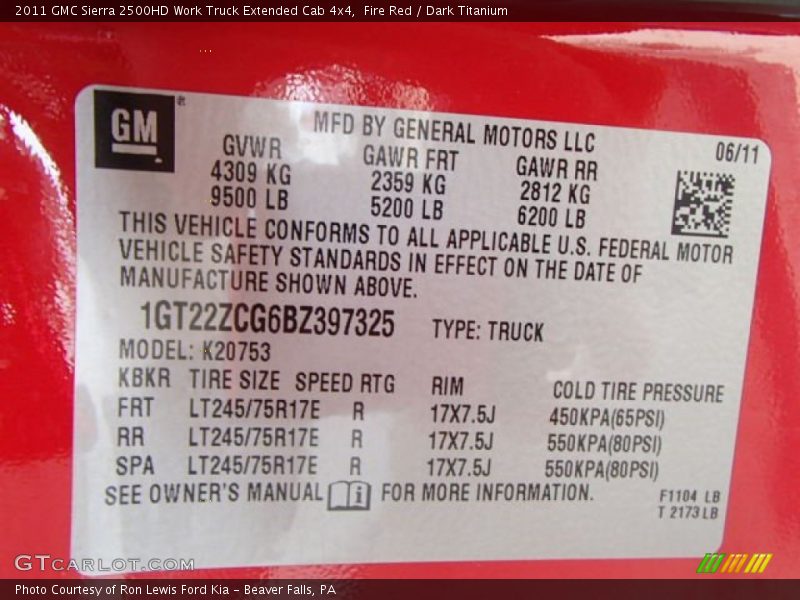 2011 GMC Sierra 2500HD Work Truck Extended Cab 4x4,  Fire Red / Dark Titanium
GM®
MFD BY GENERAL MOTORS LLC
06/11
GVWR GAWR FRT GAWR RR
4309 KG 2359 KG 2812 KG
9500 LB 5200 LB 6200 LB
THIS VEHICLE CONFORMS TO ALL APPLICABLE U.S. FEDERAL MOTOR
VEHICLE SAFETY STANDARDS IN EFFECT ON THE DATE OF
MANUFACTURE SHOWN ABOVE.
1GT22ZCG6BZ397325 TYPE: TRUCK
MODEL: K20753
KBKR TIRE SIZE SPEED RTG RIM COLD TIRE PRESSURE
FRT LT245/75R17E R 17X7.5J 450KPA(65PSI)
RR LT245/75R17E R 17X7.5J 550KPA(80PSI)
SPA LT245/75R17E R 17X7.5J 550KPA(80PSI)
SEE OWNER'S MANUAL i FOR MORE INFORMATION.
F1104 LB
T 2173LB
GTCARLOT.COM
Photo Courtesy of Ron Lewis Ford Kia – Beaver Falls, PA